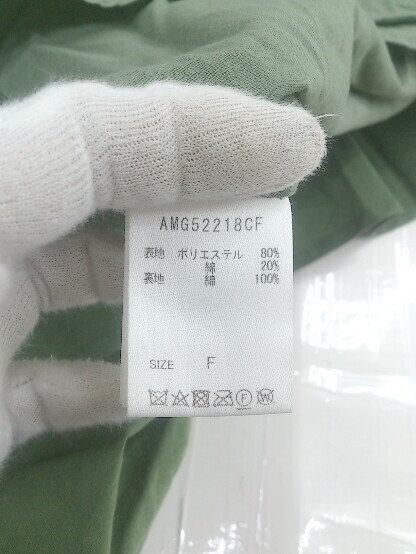 AMG52218CF
表地 ポリエステル 80%
綿 20%
裏地 綿 100%
SIZE F
F W